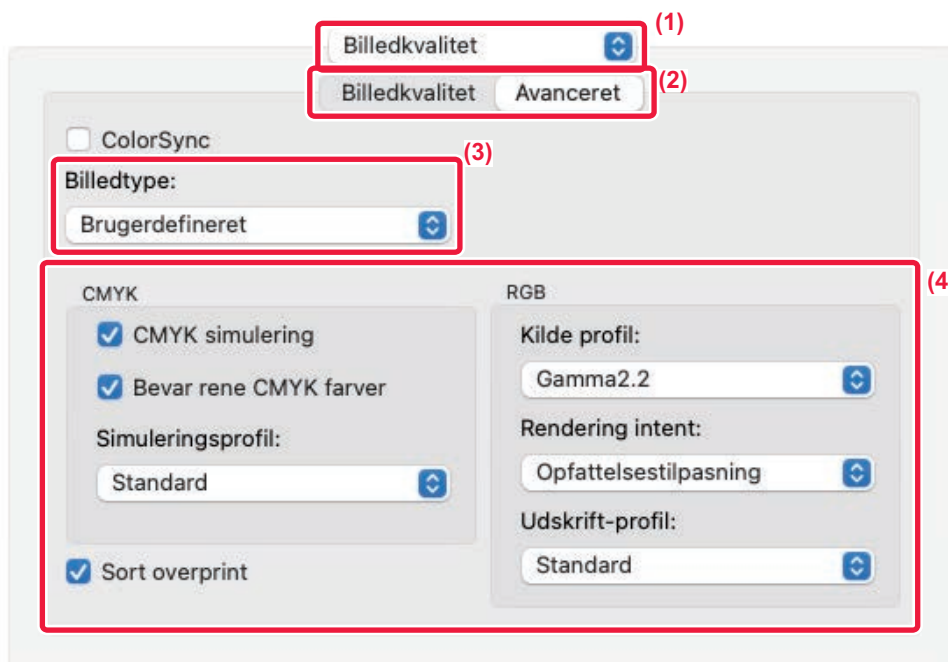 (1)
Billedkvalitet
(2)
Billedkvalitet Avanceret
ColorSync
(3)
Billedtype:
Brugerdefineret
(4
CMYK
CMYK simulering
Bevar rene CMYK farver
Simuleringsprofil:
Standard
Sort overprint
RGB
Kilde profil:
Gamma2.2
Rendering intent:
Opfattelsestilpasning
Udskrift-profil:
Standard